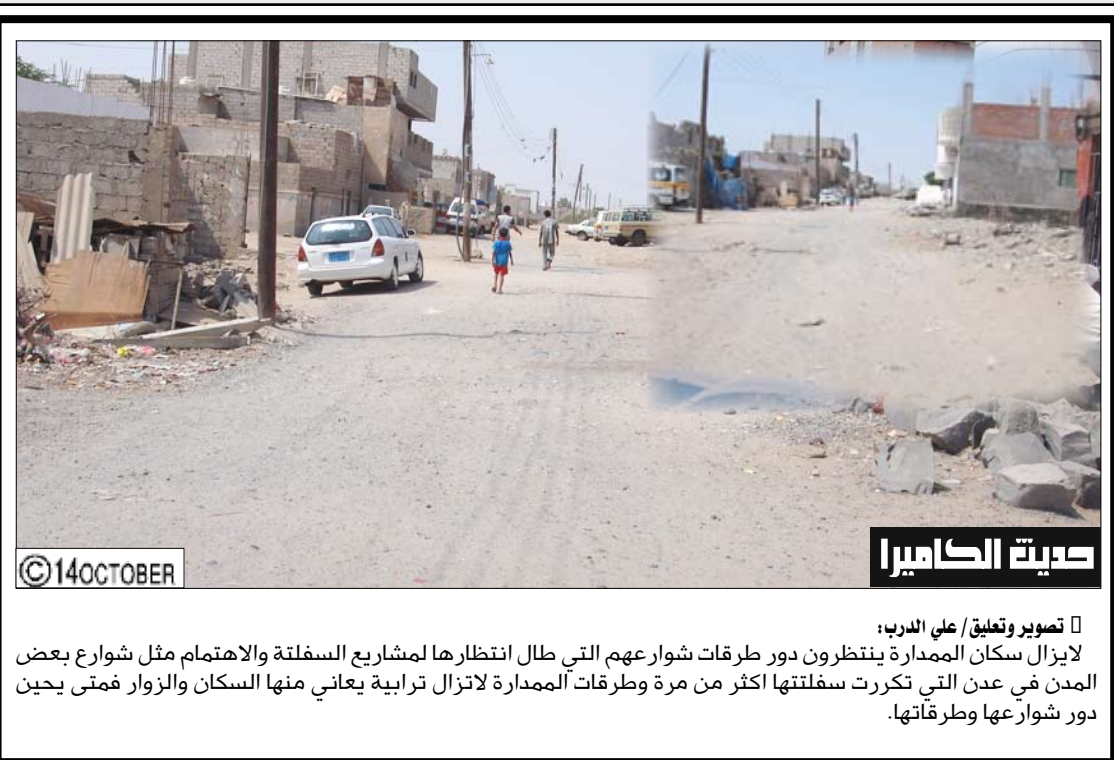 حديث الكاميرا
©14OCTOBER
تصوير وتعليق/ علي الدرب:
لايزال سكان الممدارة ينتظرون دور طرقات شوارعهم التي طال انتظارها لمشاريع السفلتة والاهتمام مثل شوارع بعض
المدن في عدن التي تكررت سفلتتها اكثر من مرة وطرقات الممدارة لاتزال ترابية يعاني منها السكان والزوار فمتى يحين
دور شوارعها وطرقاتها.